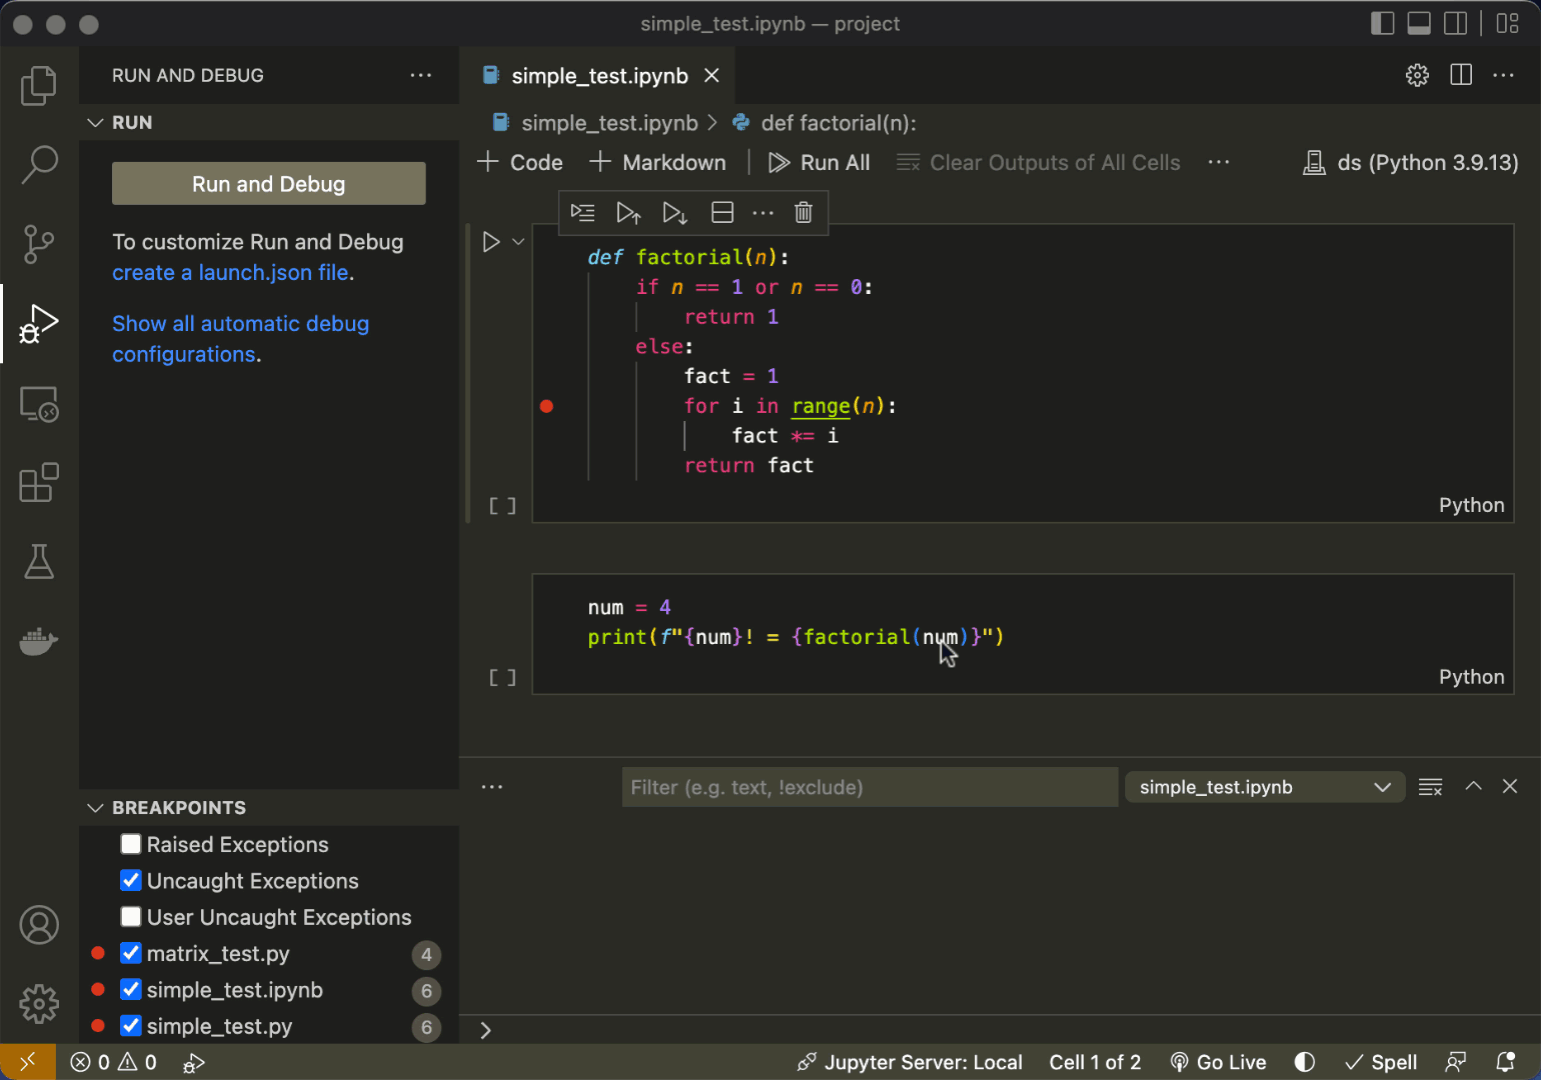 simple_test.ipynb — project
RUN AND DEBUG
RUN
Run and Debug
To customize Run and Debug
create a launch.json file.
Show all automatic debug
configurations.
BREAKPOINTS
Raised Exceptions
Uncaught Exceptions
User Uncaught Exceptions
matrix_test.py 4
simple_test.ipynb 6
simple_test.py 6
simple_test.ipynb
simple_test.ipynb > def factorial(n):
+ Code + Markdown | Run All Clear Outputs of All Cells ... ds (Python 3.9.13)
def factorial(n):
if n == 1 or n == 0:
return 1
else:
fact = 1
for i in range(n):
fact *= i
return fact
[ ]
Python
num = 4
print(f"{num}! = {factorial(num)}")
[ ]
Python
Filter (e.g. text, !exclude) simple_test.ipynb
>
0 0 Jupyter Server: Local Cell 1 of 2 Go Live Spell